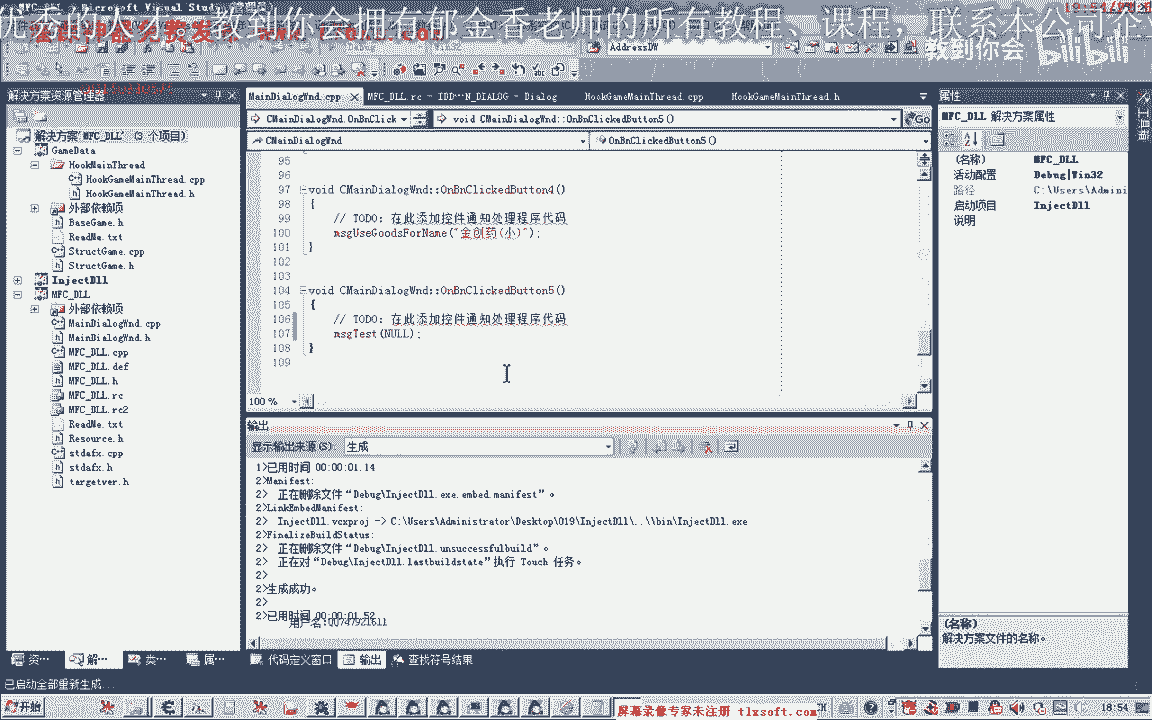 MFC_DLL - Microsoft Visual Studio
教到你会拥有郁金香老师的所有教程、课程，联系本公司
AddressDW
教到你会 bilibili
解决方案资源管理器
解决方案"MFC_DLL" (3 个项目)
GameData
HookMainThread
HookGameMainThread.cpp
HookGameMainThread.h
外部依赖项
BaseGame.h
ReadMe.txt
StructGame.cpp
StructGame.h
InjectDll
MFC_DLL
外部依赖项
MainDialogWnd.cpp
MainDialogWnd.h
MFC_DLL.cpp
MFC_DLL.def
MFC_DLL.h
MFC_DLL.rc
MFC_DLL.rc2
ReadMe.txt
Resource.h
stdafx.cpp
stdafx.h
targetver.h
资… 解… 类… 属…
MainDialogWnd.cpp MFC_DLL.rc - IDD…N_DIALOG - Dialog HookGameMainThread.cpp HookGameMainThread.h
CMainDialogWnd.OnBnClick void CMainDialogWnd::OnBnClickedButton5() Go
CMainDialogWnd OnBnClickedButton5()
95
96
97 void CMainDialogWnd::OnBnClickedButton4()
98 {
99 // TODO: 在此添加控件通知处理程序代码
100 msgUseGoodsForName("金创药(小)");
101 }
102
103
104 void CMainDialogWnd::OnBnClickedButton5()
105 {
106 // TODO: 在此添加控件通知处理程序代码
107 msgTest(NULL);
108 }
109
100 %
输出
显示输出来源(S): 生成
1>已用时间 00:00:01.14
2>Manifest:
2> 正在删除文件“Debug\InjectDll.exe.embed.manifest”。
2>LinkEmbedManifest:
2> InjectDll.vcxproj -> C:\Users\Administrator\Desktop\019\InjectDll\..\\bin\InjectDll.exe
2>FinalizeBuildStatus:
2> 正在删除文件“Debug\InjectDll.unsuccessfulbuild”。
2> 正在对“Debug\InjectDll.lastbuildstate”执行 Touch 任务。
2>
2>生成成功。
2>
2>已用时间 00:00:01.52
代码定义窗口 输出 查找符号结果
属性
MFC_DLL 解决方案属性
(名称) MFC_DLL
活动配置 Debug|Win32
路径 C:\Users\Admini
启动项目 InjectDll
说明
(名称)
解决方案文件的名称。
工具箱
已启动全部重新生成...
开始
屏幕录像专家未注册 tlxsoft.com
18:54